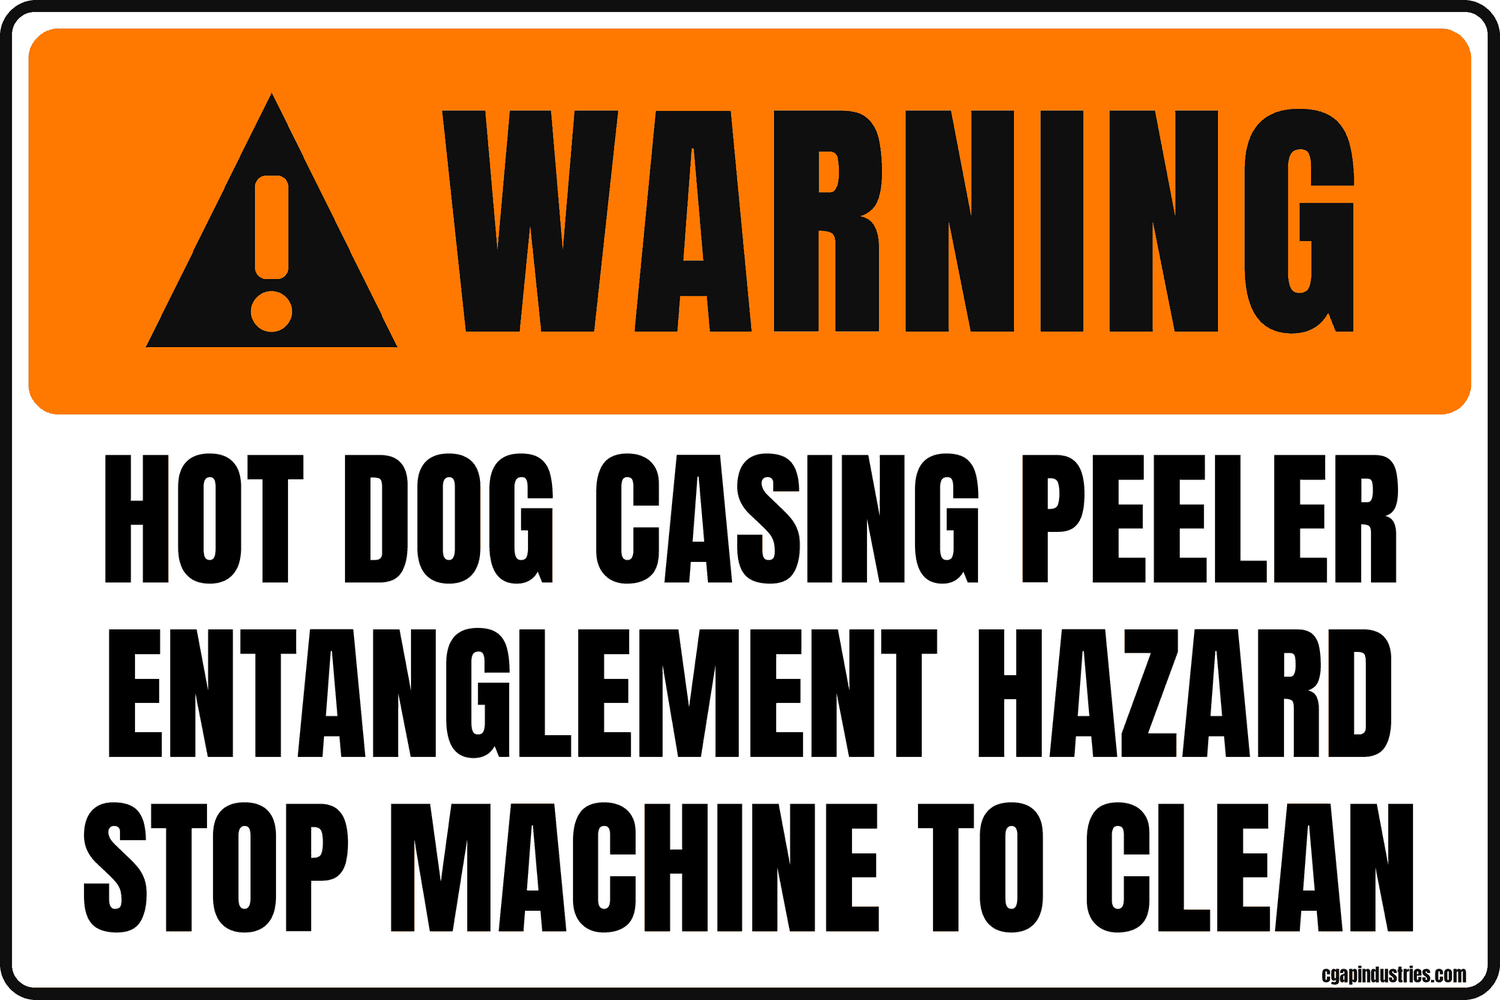 WARNING
HOT DOG CASING PEELER
ENTANGLEMENT HAZARD
STOP MACHINE TO CLEAN
cgapindustries.com